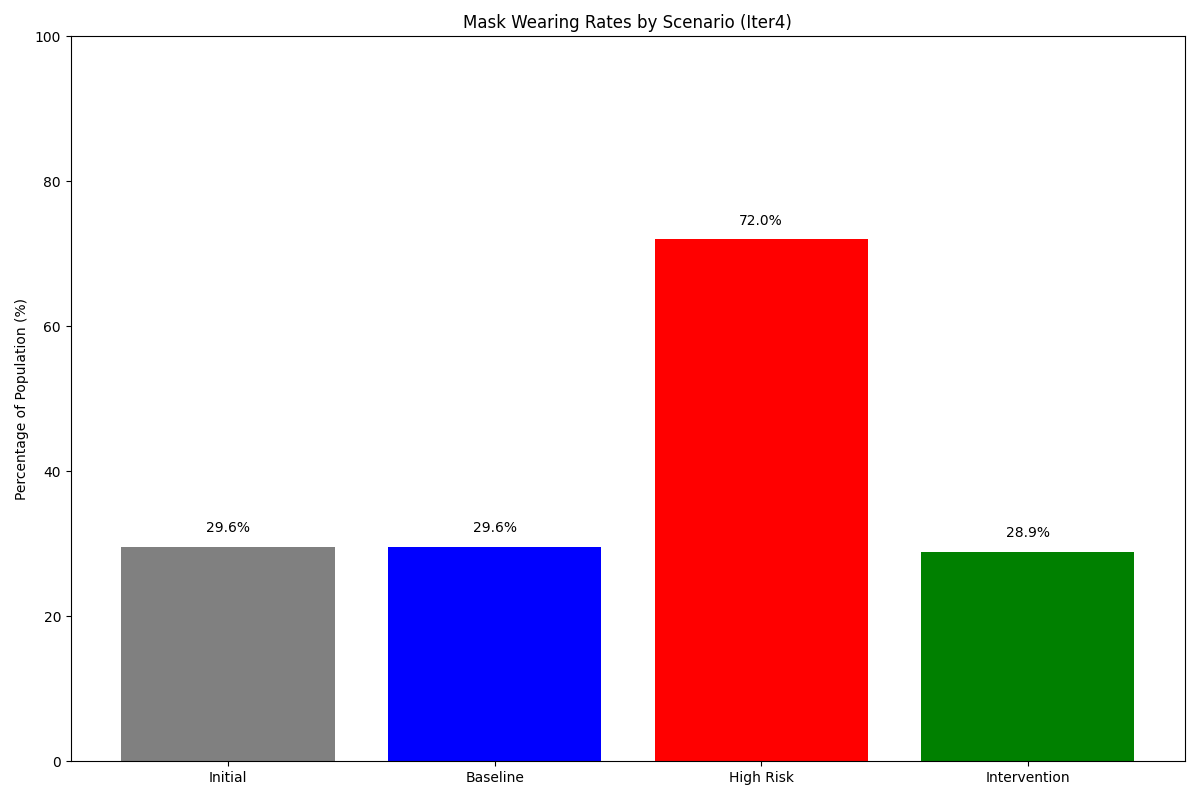 Mask Wearing Rates by Scenario (Iter4)
Percentage of Population (%)
100
80
60
40
20
0
29.6%
29.6%
72.0%
28.9%
Initial
Baseline
High Risk
Intervention